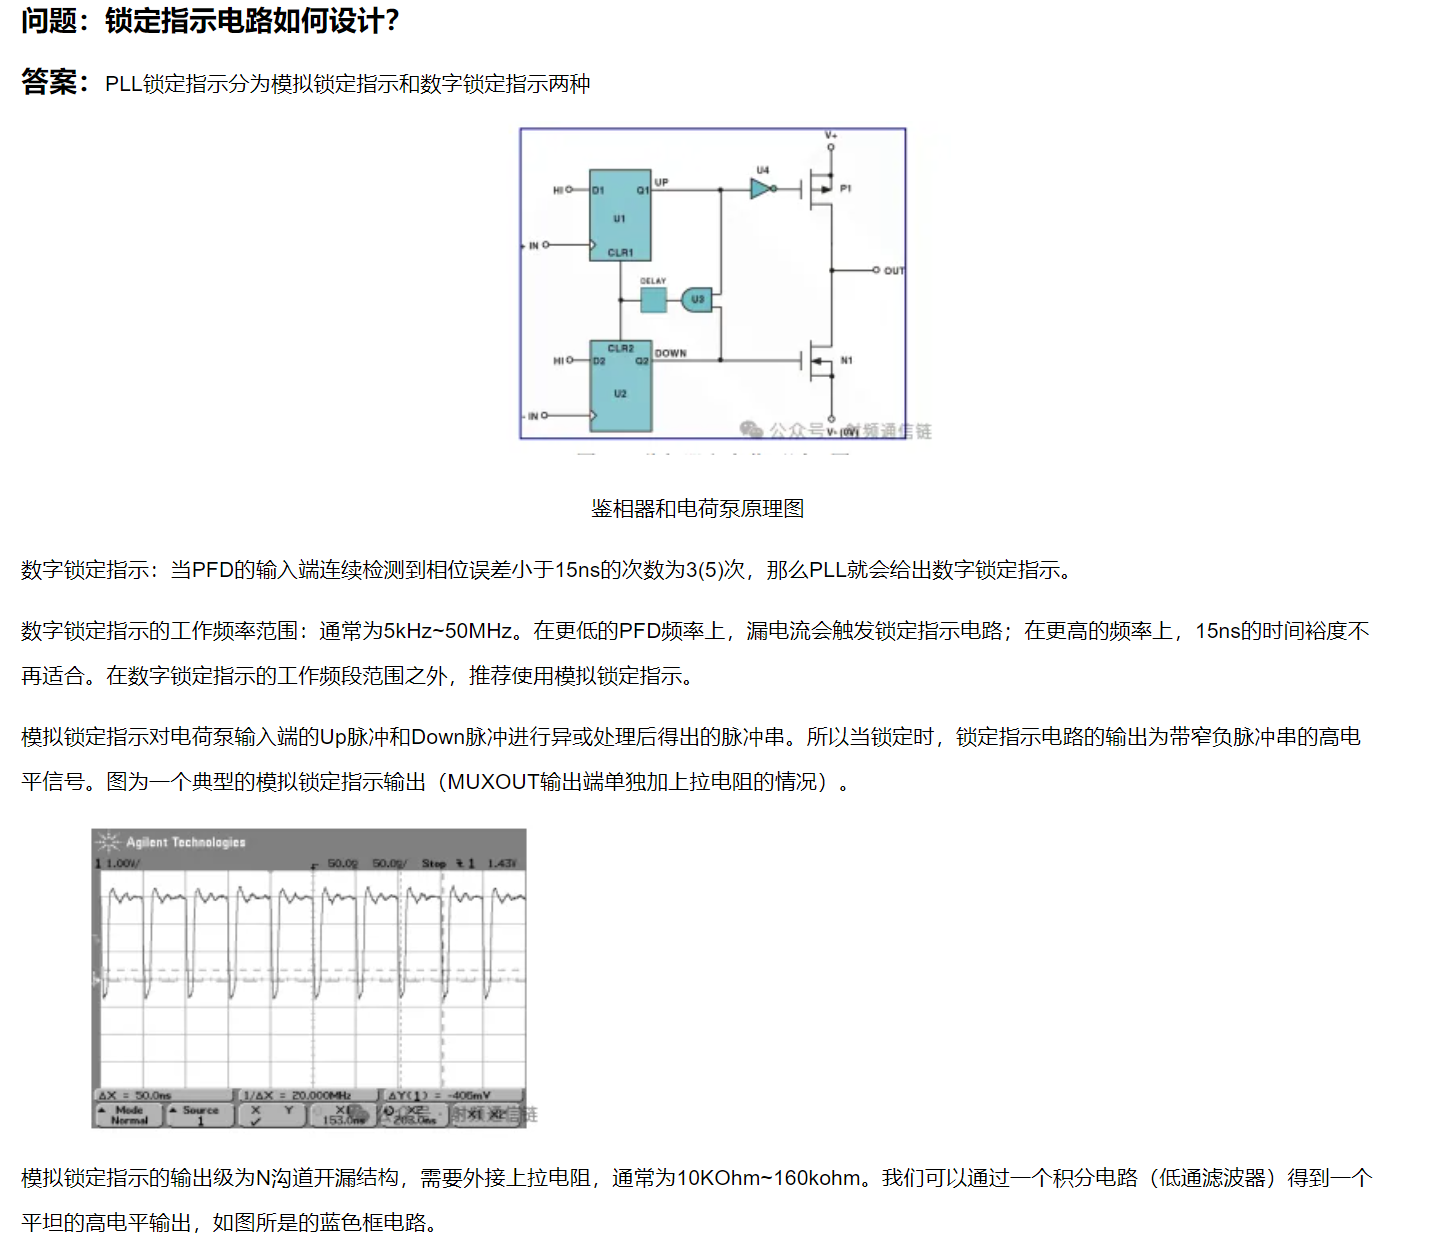 问题：锁定指示电路如何设计？
答案：PLL锁定指示分为模拟锁定指示和数字锁定指示两种
V+
U4
HI
D1
Q1
UP
P1
U1
+ IN
CLR1
DELAY
OUT
U3
CLR2
DOWN
HI
D2
Q2
N1
U2
- IN
V- (0V)
公众号 · 射频通信链
鉴相器和电荷泵原理图
数字锁定指示：当PFD的输入端连续检测到相位误差小于15ns的次数为3(5)次，那么PLL就会给出数字锁定指示。
数字锁定指示的工作频率范围：通常为5kHz~50MHz。在更低的PFD频率上，漏电流会触发锁定指示电路；在更高的频率上，15ns的时间裕度不
再适合。在数字锁定指示的工作频段范围之外，推荐使用模拟锁定指示。
模拟锁定指示对电荷泵输入端的Up脉冲和Down脉冲进行异或处理后得出的脉冲串。所以当锁定时，锁定指示电路的输出为带窄负脉冲串的高电
平信号。图为一个典型的模拟锁定指示输出（MUXOUT输出端单独加上拉电阻的情况）。
Agilent Technologies
1 1.00V/ 50.0g 50.0g/ Stop 1 1.43V
ΔX = 50.0ns 1/ΔX = 20.000MHz ΔY(1) = -406mV
Mode Source X Y X1 X2 X1 X2
Normal 1 ✓ 153.0ns 203.0ns
公众号 · 射频通信链
模拟锁定指示的输出级为N沟道开漏结构，需要外接上拉电阻，通常为10KOhm~160kohm。我们可以通过一个积分电路（低通滤波器）得到一个
平坦的高电平输出，如图所是的蓝色框电路。